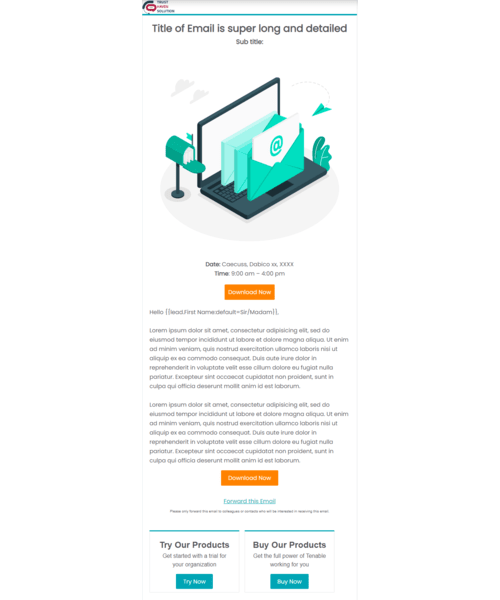 TRUST
HAVEN
SOLUTION
Title of Email is super long and detailed
Sub title:
@
Date: Caecuss, Dabico xx, XXXX
Time: 9:00 am – 4:00 pm
Download Now
Hello {{lead.First Name:default=Sir/Madam}},
Lorem ipsum dolor sit amet, consectetur adipisicing elit, sed do
eiusmod tempor incididunt ut labore et dolore magna aliqua. Ut enim
ad minim veniam, quis nostrud exercitation ullamco laboris nisi ut
aliquip ex ea commodo consequat. Duis aute irure dolor in
reprehenderit in voluptate velit esse cillum dolore eu fugiat nulla
pariatur. Excepteur sint occaecat cupidatat non proident, sunt in
culpa qui officia deserunt mollit anim id est laborum.
Lorem ipsum dolor sit amet, consectetur adipisicing elit, sed do
eiusmod tempor incididunt ut labore et dolore magna aliqua. Ut enim
ad minim veniam, quis nostrud exercitation ullamco laboris nisi ut
aliquip ex ea commodo consequat. Duis aute irure dolor in
reprehenderit in voluptate velit esse cillum dolore eu fugiat nulla
pariatur. Excepteur sint occaecat cupidatat non proident, sunt in
culpa qui officia deserunt mollit anim id est laborum.
Download Now
Forward this Email
Please only forward this email to colleagues or contacts who will be interested in receiving this email.
Try Our Products
Get started with a trial for
your organization
Try Now
Buy Our Products
Get the full power of Tenable
working for you
Buy Now